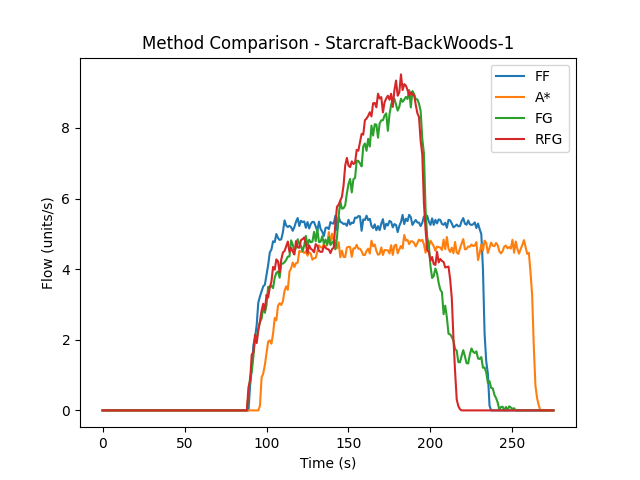 Method Comparison - Starcraft-BackWoods-1
FF
A*
FG
RFG
Flow (units/s)
8
6
4
2
0
0 50 100 150 200 250
Time (s)